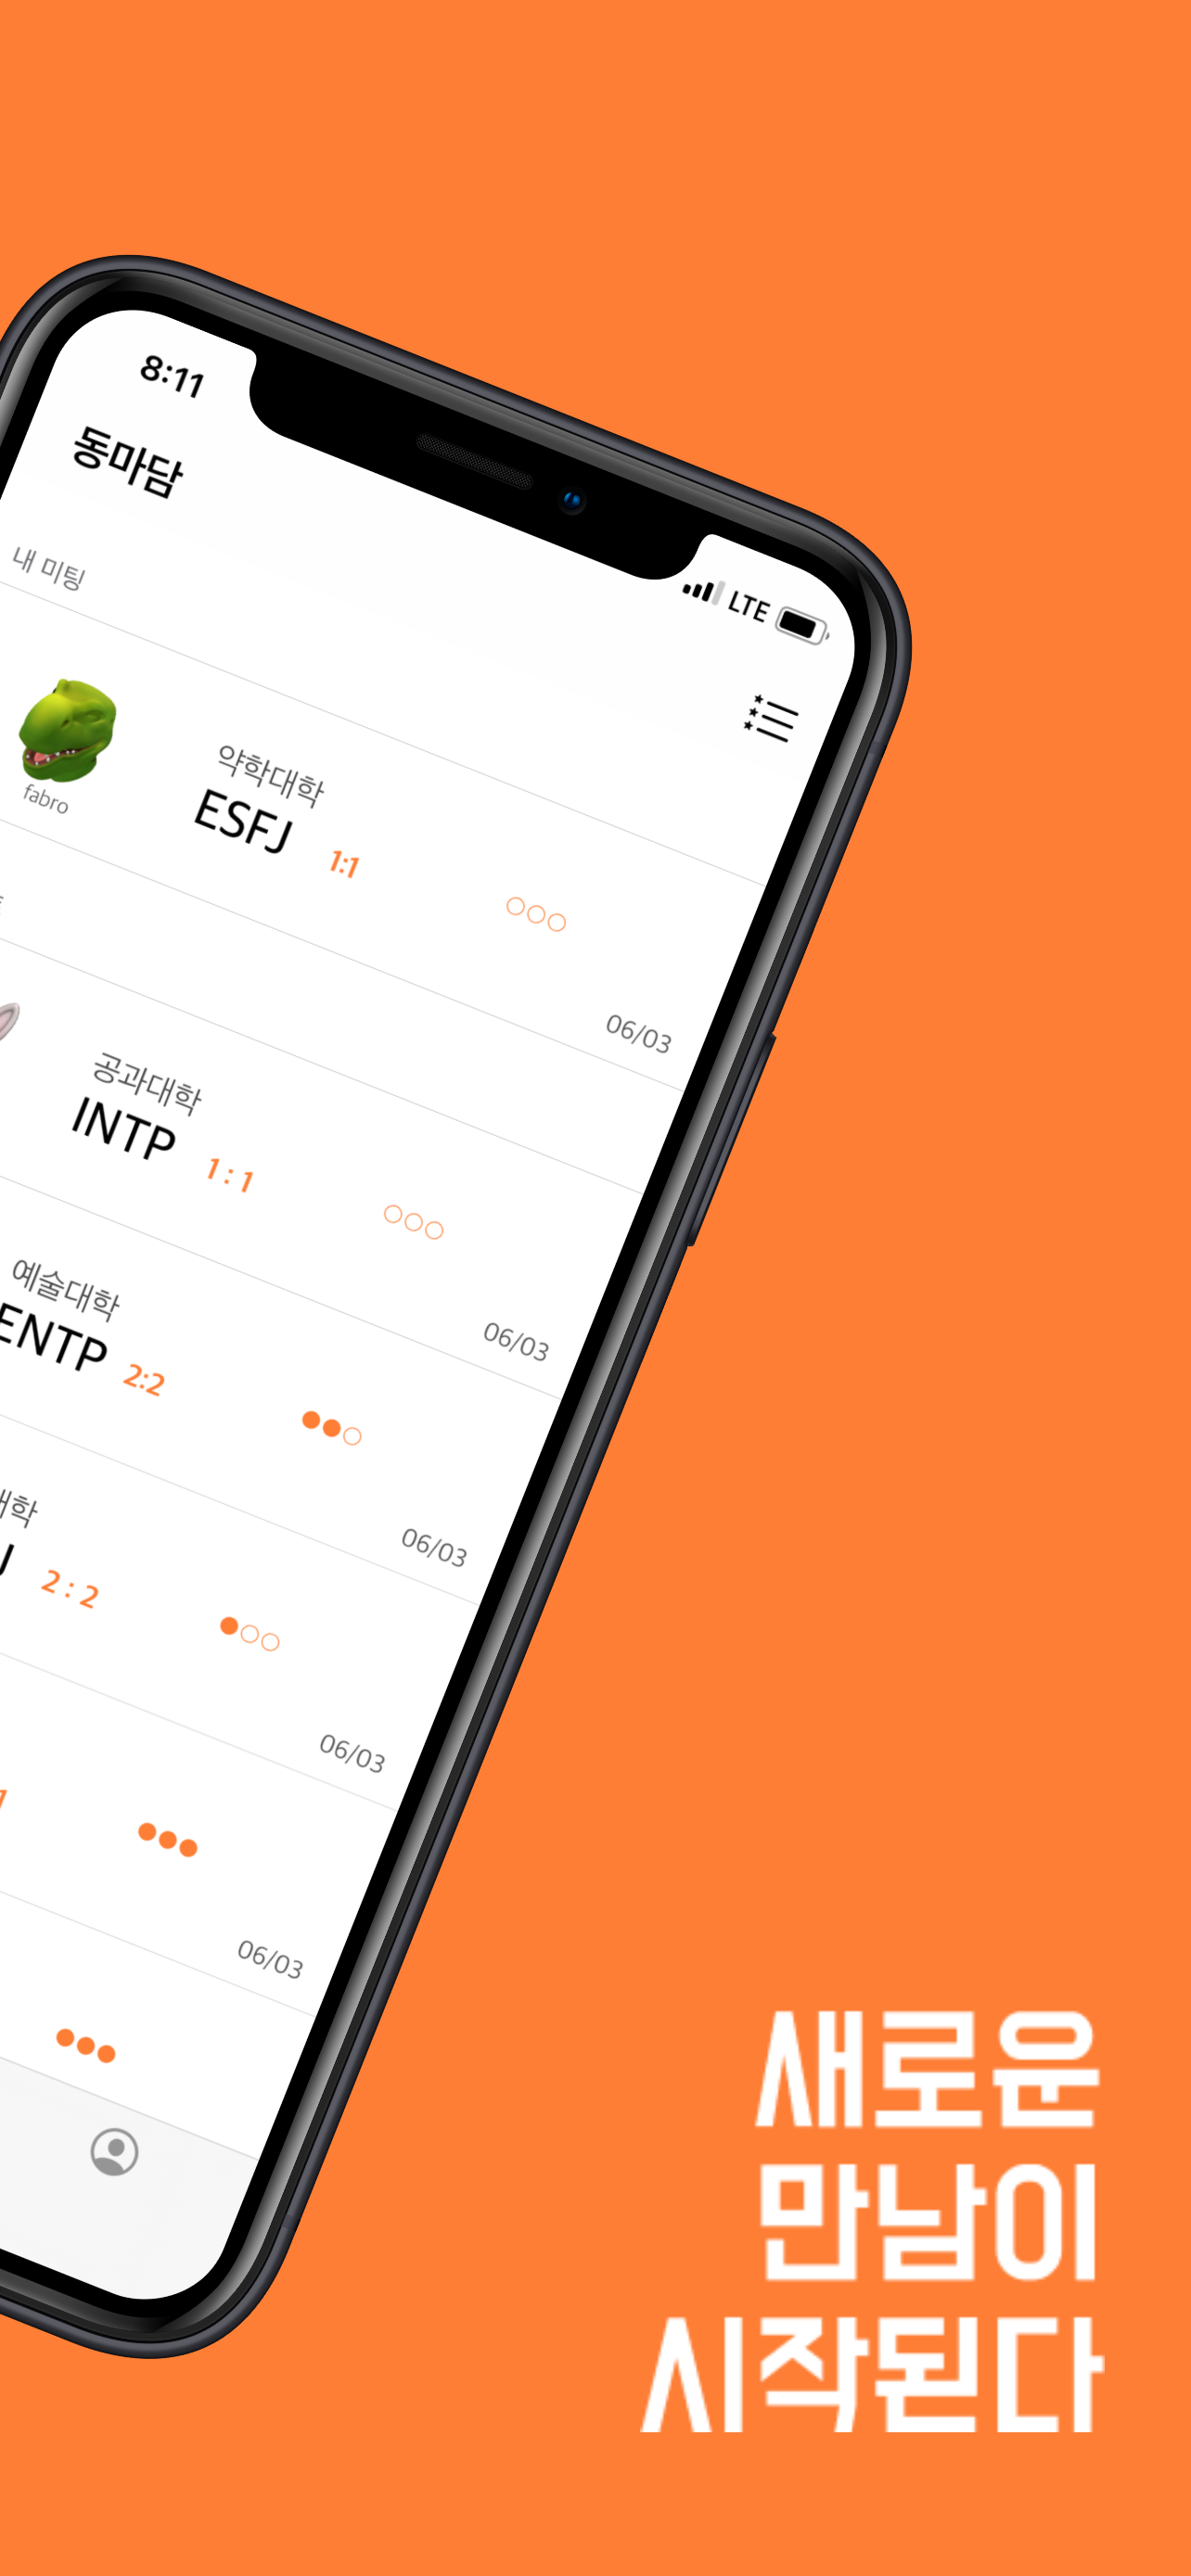 8:11
LTE
동마담
내 미팅
fabro
약학대학
ESFJ 1:1
06/03
공과대학
INTP 1 : 1
06/03
예술대학
ENTP 2:2
06/03
대학
J 2 : 2
06/03
1
06/03
새로운
만남이
시작된다